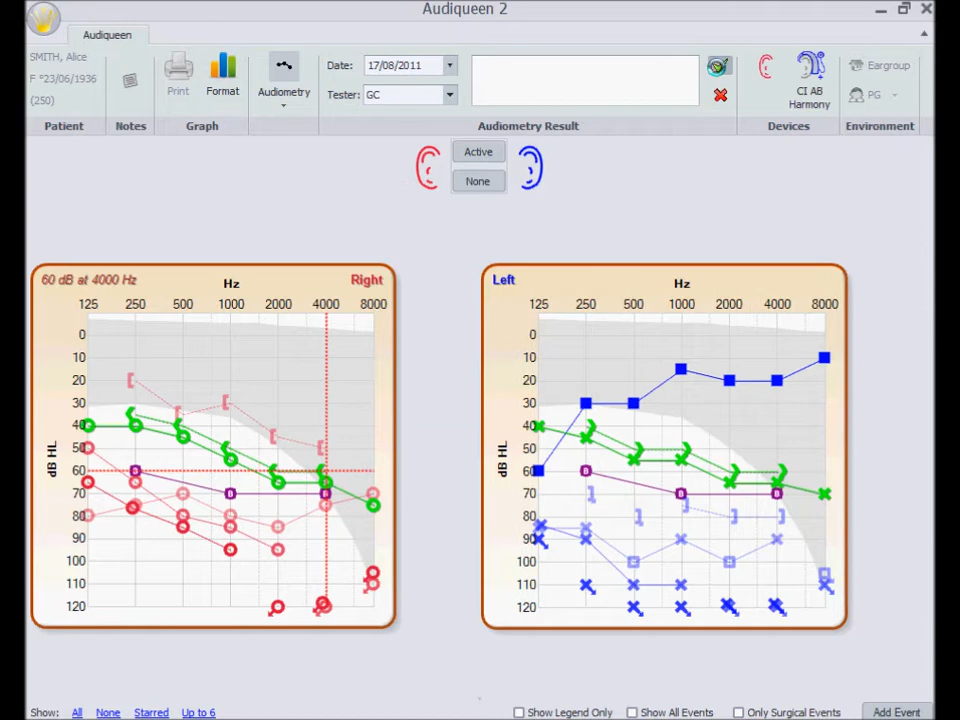 Audiqueen 2
Audiqueen
SMITH, Alice
F °23/06/1936
(250)
Patient
Notes
Print
Format
Graph
Audiometry
Date: 17/08/2011
Tester: GC
Audiometry Result
CI AB
Harmony
Devices
Eargroup
PG
Environment
Active
None
60 dB at 4000 Hz
Hz
Right
125 250 500 1000 2000 4000 8000
0
10
20
30
40
50
60
70
80
90
100
110
120
dB HL
Left
Hz
125 250 500 1000 2000 4000 8000
0
10
20
30
40
50
60
70
80
90
100
110
120
dB HL
Show: All None Starred Up to 6
Show Legend Only Show All Events Only Surgical Events Add Event